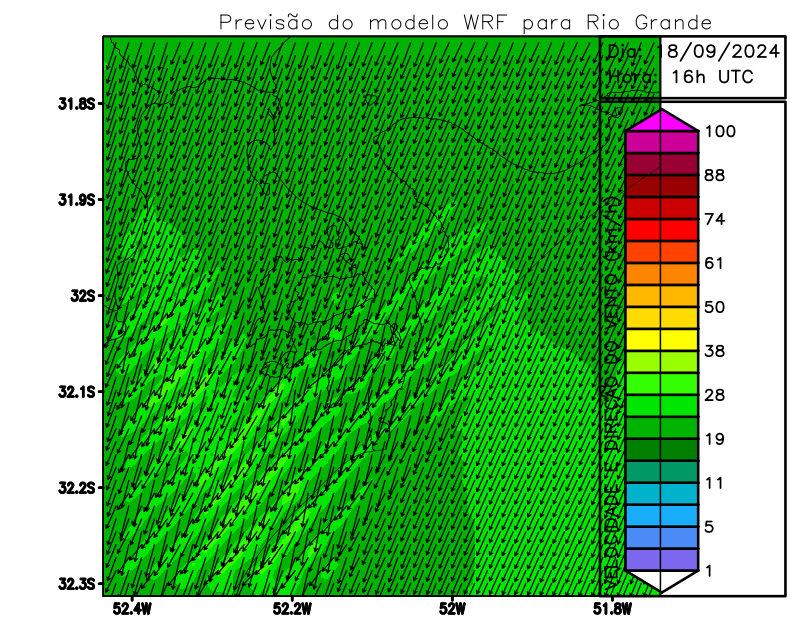 Previsão do modelo WRF para Rio Grande
Dia: 18/09/2024
Hora: 16h UTC
31.8S
31.9S
32S
32.1S
32.2S
32.3S
52.4W
52.2W
52W
51.8W
VELOCIDADE E DIREÇÃO DO VENTO (km/h)
100
88
74
61
50
38
28
19
11
5
1